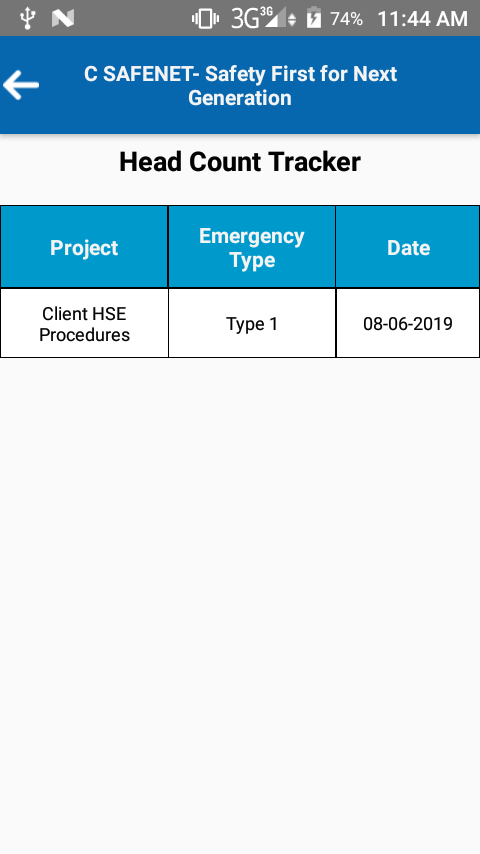 3G 3G 74% 11:44 AM
C SAFENET- Safety First for Next
Generation
Head Count Tracker
Project
Emergency
Type
Date
Client HSE
Procedures
Type 1
08-06-2019